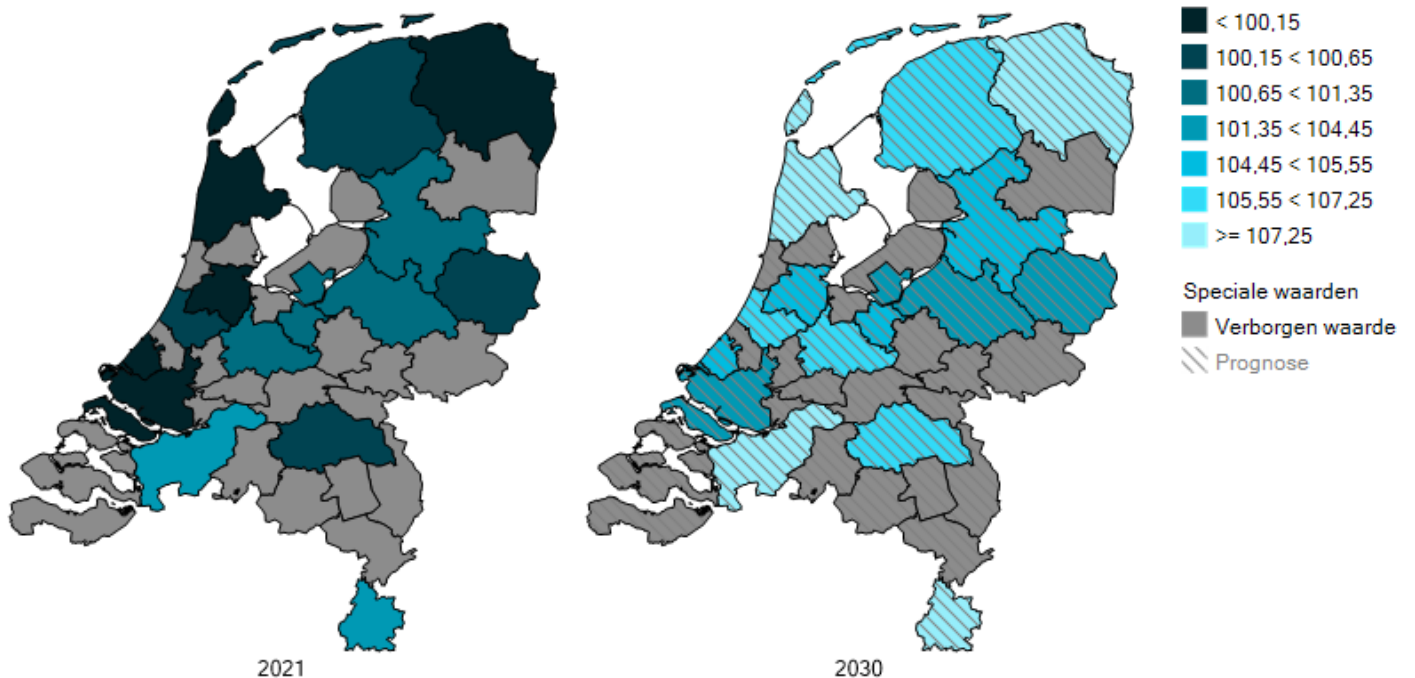 < 100,15
100,15 < 100,65
100,65 < 101,35
101,35 < 104,45
104,45 < 105,55
105,55 < 107,25
>= 107,25
Speciale waarden
Verborgen waarde
Prognose
2021
2030